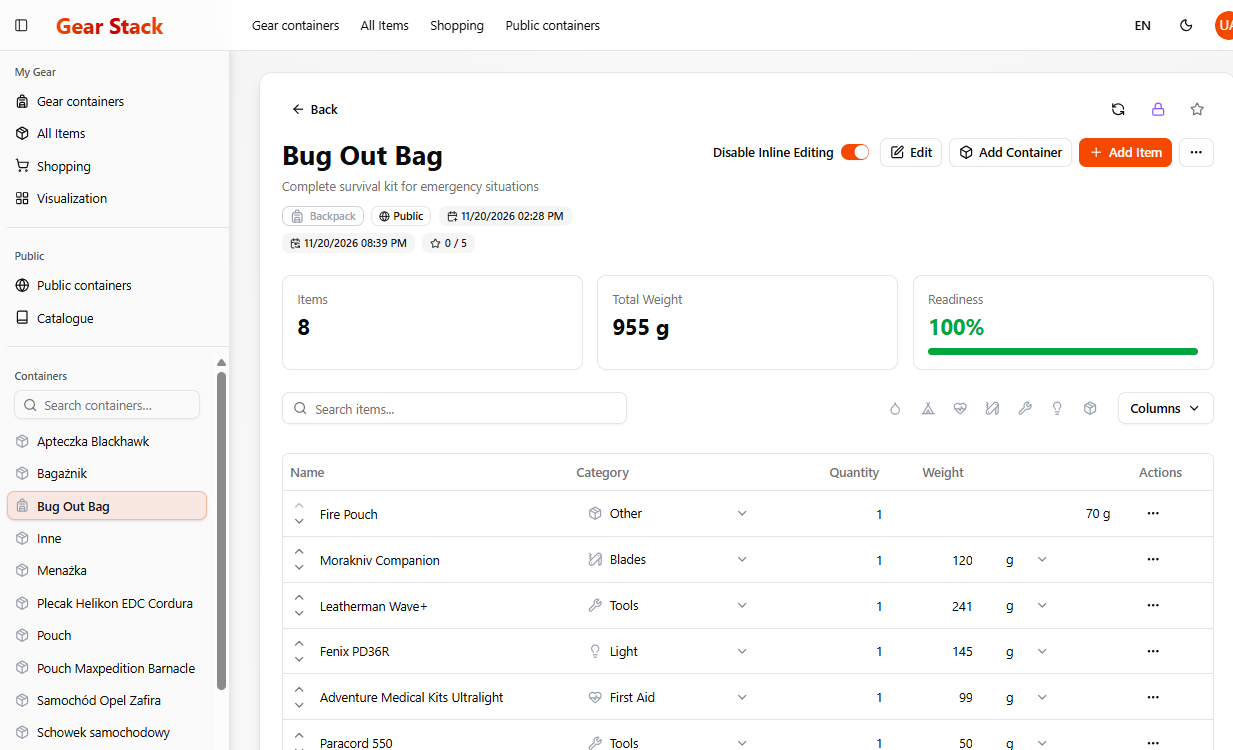 Gear Stack
Gear containers All Items Shopping Public containers
EN
UA
My Gear
Gear containers
All Items
Shopping
Visualization
Public
Public containers
Catalogue
Containers
Search containers...
Apteczka Blackhawk
Bagażnik
Bug Out Bag
Inne
Menażka
Plecak Helikon EDC Cordura
Pouch
Pouch Maxpedition Barnacle
Samochód Opel Zafira
Schowek samochodowy
Back
Bug Out Bag
Disable Inline Editing
Edit
Add Container
Add Item
Complete survival kit for emergency situations
Backpack Public 11/20/2026 02:28 PM
11/20/2026 08:39 PM 0 / 5
Items
8
Total Weight
955 g
Readiness
100%
Search items...
Columns
Name Category Quantity Weight Actions
Fire Pouch Other 1 70 g
Morakniv Companion Blades 1 120 g
Leatherman Wave+ Tools 1 241 g
Fenix PD36R Light 1 145 g
Adventure Medical Kits Ultralight First Aid 1 99 g
Paracord 550 Tools 1 50 g